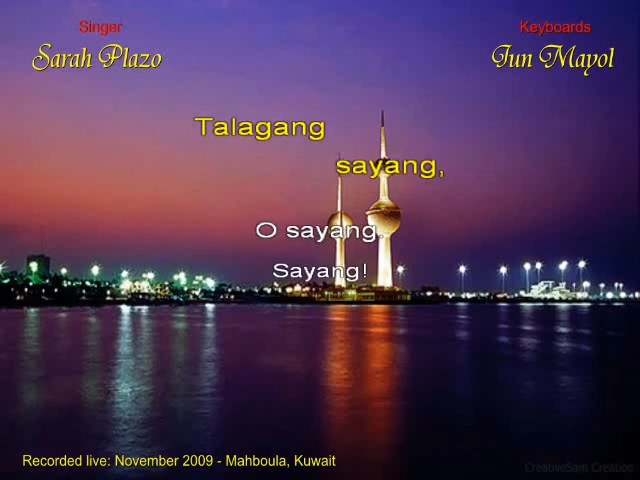 Singer
Sarah Plazo
Keyboards
Jun Mayol
Talagang
sayang,
O sayang.
Sayang!
Recorded live: November 2009 - Mahboula, Kuwait
CreativeSam Creation